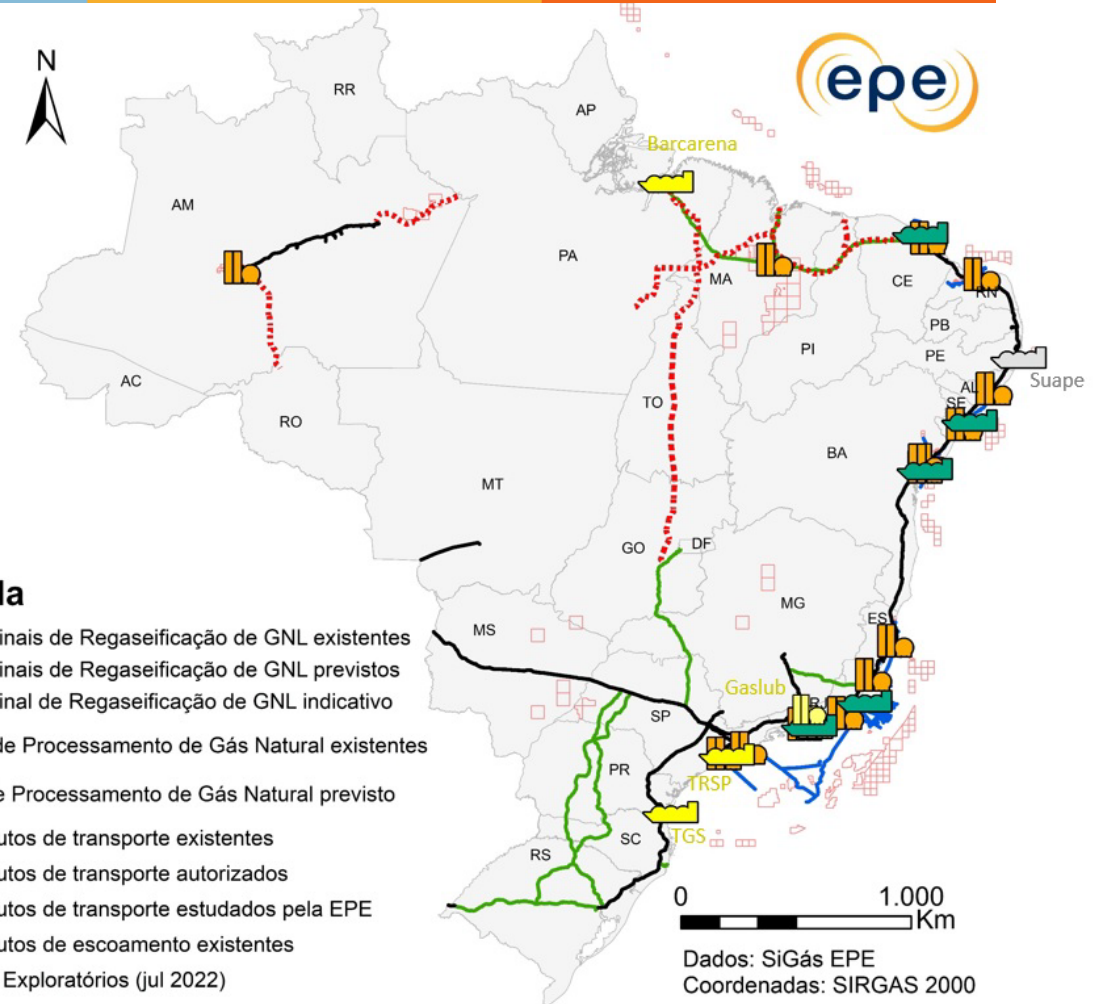 N
epe
RR
AP
Barcarena
AM
PA
MA
CE
RN
PB
PI
PE
Suape
AC
AL
TO
SE
RO
BA
MT
GO
DF
la
MG
ES
MS
inais de Regaseificação de GNL existentes
inais de Regaseificação de GNL previstos
Gaslub
inal de Regaseificação de GNL indicativo
SP
de Processamento de Gás Natural existentes
PR
TRSP
e Processamento de Gás Natural previsto
TGS
utos de transporte existentes
SC
RS
utos de transporte autorizados
0 1.000
Km
utos de transporte estudados pela EPE
utos de escoamento existentes
Dados: SiGás EPE
Exploratórios (jul 2022)
Coordenadas: SIRGAS 2000